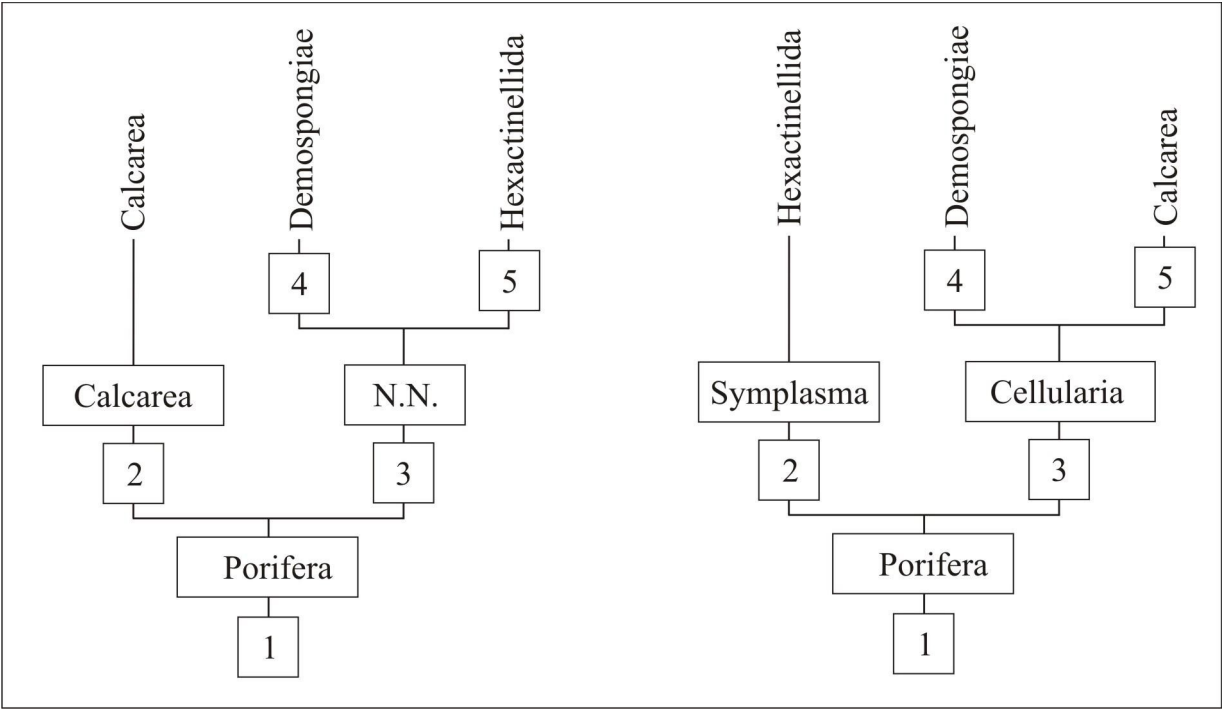 Calcarea
Demospongiae
Hexactinellida
4
5
Calcarea
N.N.
2
3
Porifera
1
Hexactinellida
Demospongiae
Calcarea
4
5
Symplasma
Cellularia
2
3
Porifera
1